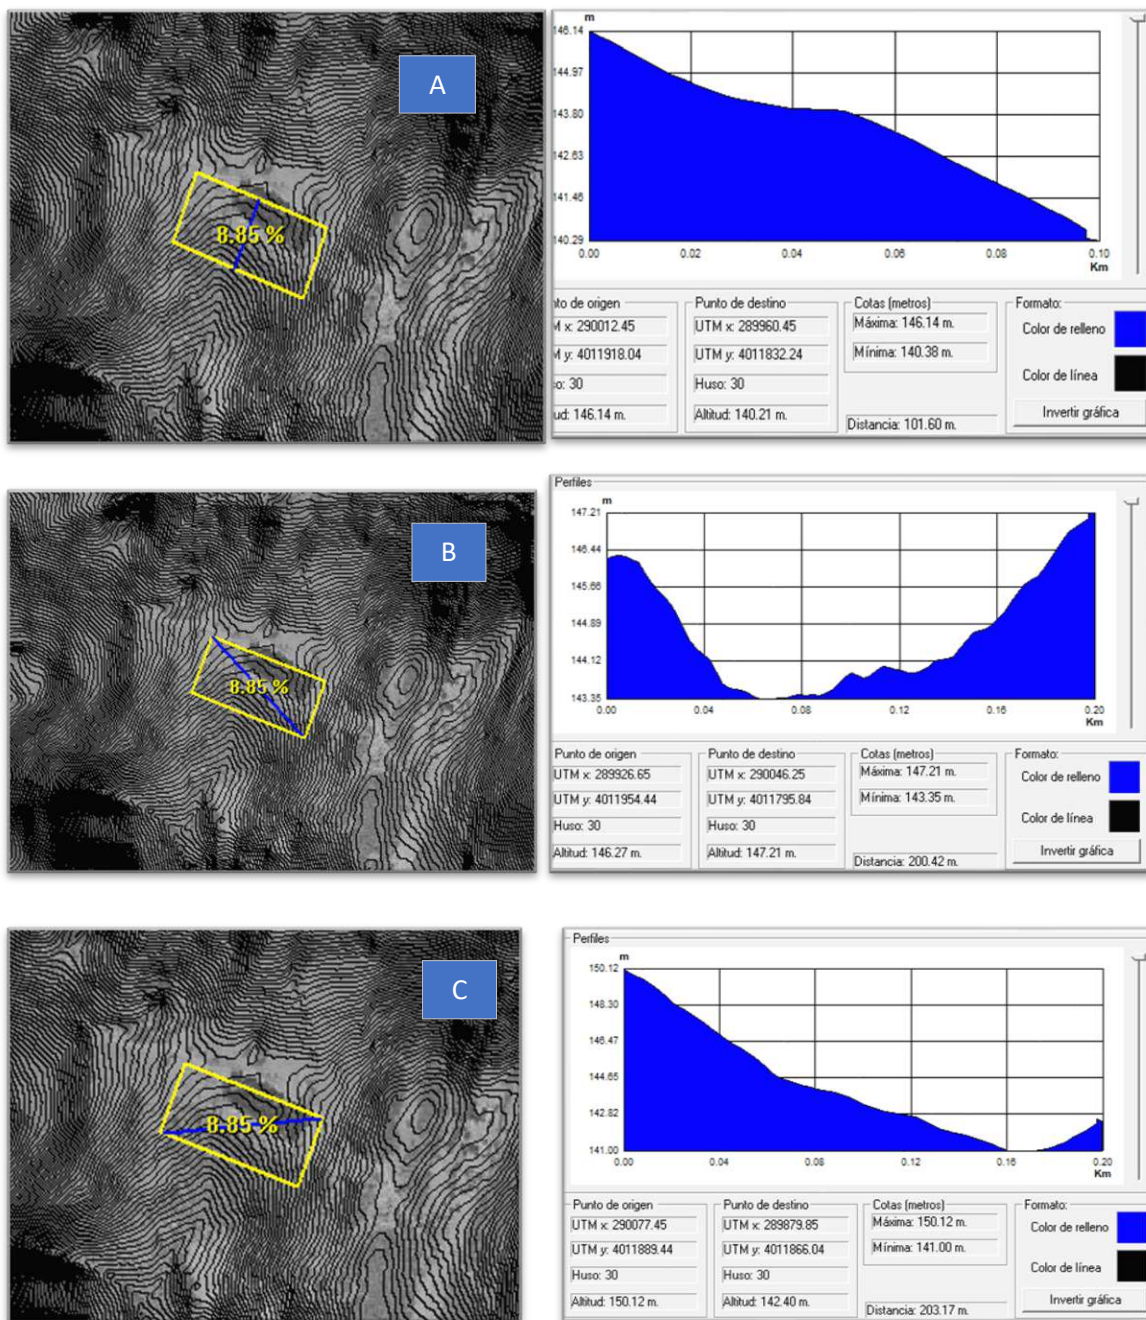 A
8.85 %
m
146.14
144.97
143.80
142.63
141.46
140.29
0.00 0.02 0.04 0.06 0.08 0.10
Km
nto de origen Punto de destino Cotas (metros) Formato:
M x: 290012.45 UTM x: 289960.45 Máxima: 146.14 m. Color de relleno
M y: 4011918.04 UTM y: 4011832.24 Mínima: 140.38 m.
so: 30 Huso: 30 Color de línea
ud: 146.14 m. Altitud: 140.21 m. Distancia: 101.60 m. Invertir gráfica
B
8.85 %
Perfiles
m
147.21
146.44
145.66
144.89
144.12
143.35
0.00 0.04 0.08 0.12 0.16 0.20
Km
Punto de origen Punto de destino Cotas (metros) Formato:
UTM x: 289926.65 UTM x: 290046.25 Máxima: 147.21 m. Color de relleno
UTM y: 4011954.44 UTM y: 4011795.84 Mínima: 143.35 m.
Huso: 30 Huso: 30 Color de línea
Altitud: 146.27 m. Altitud: 147.21 m. Distancia: 200.42 m. Invertir gráfica
C
8.85 %
Perfiles
m
150.12
148.30
146.47
144.65
142.82
141.00
0.00 0.04 0.08 0.12 0.16 0.20
Km
Punto de origen Punto de destino Cotas (metros) Formato:
UTM x: 290077.45 UTM x: 289879.85 Máxima: 150.12 m. Color de relleno
UTM y: 4011889.44 UTM y: 4011866.04 Mínima: 141.00 m.
Huso: 30 Huso: 30 Color de línea
Altitud: 150.12 m. Altitud: 142.40 m. Distancia: 203.17 m. Invertir gráfica